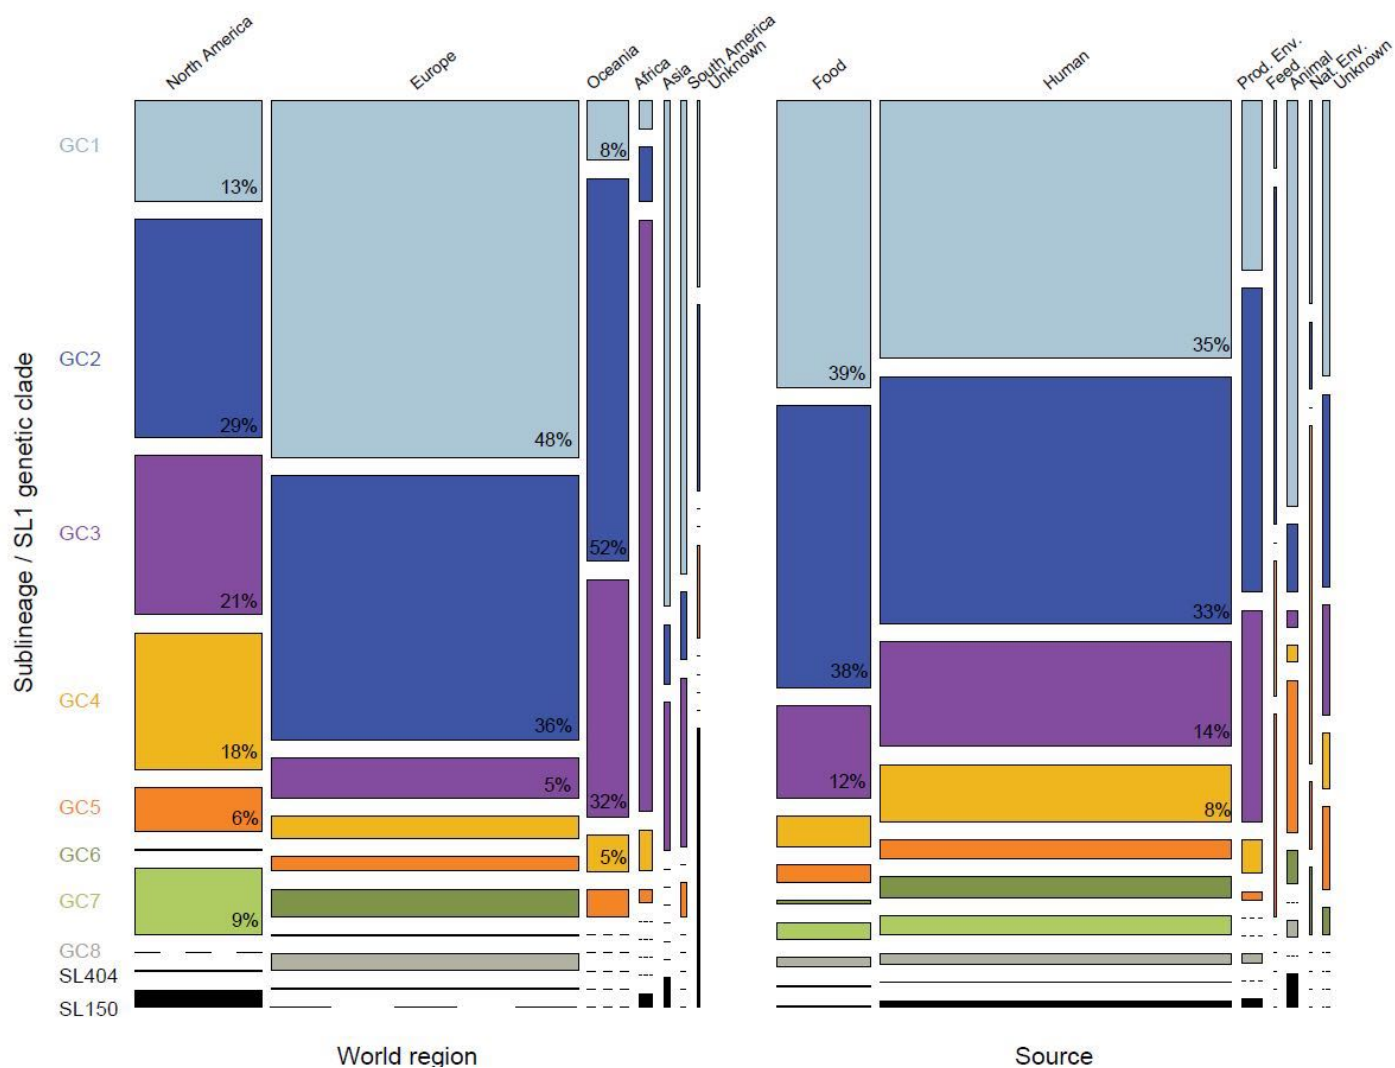 North America
Europe
Oceania
Africa
Asia
South America
Unknown
Food
Human
Prod. Env.
Feed
Animal
Nat. Env.
Unknown
Sublineage / SL1 genetic clade
GC1
GC2
GC3
GC4
GC5
GC6
GC7
GC8
SL404
SL150
13%
29%
21%
18%
6%
9%
48%
36%
5%
8%
52%
32%
5%
39%
38%
12%
35%
33%
14%
8%
World region
Source